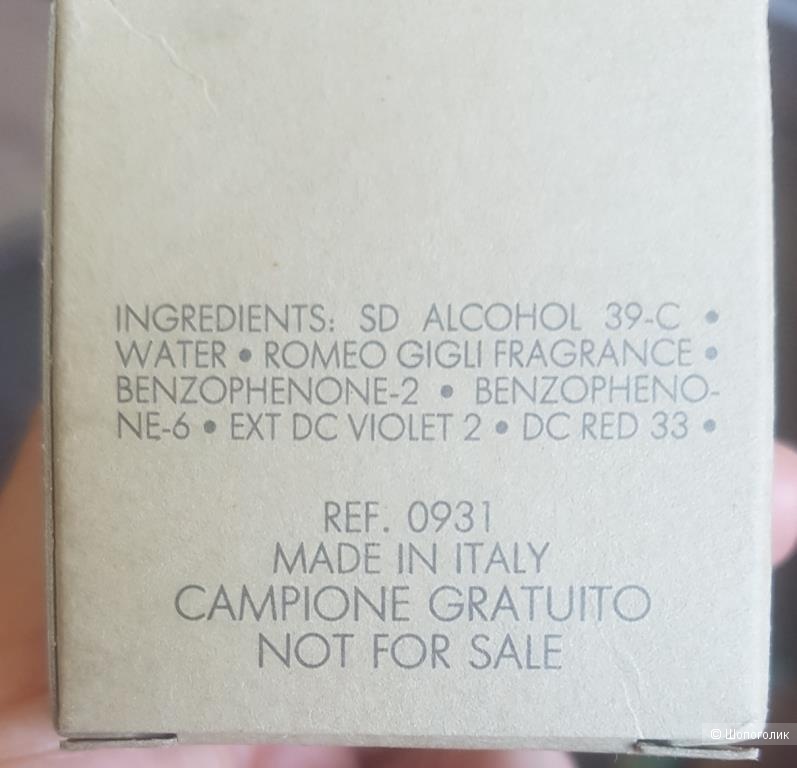 INGREDIENTS: SD ALCOHOL 39-C •
WATER • ROMEO GIGLI FRAGRANCE •
BENZOPHENONE-2 • BENZOPHENO-
NE-6 • EXT DC VIOLET 2 • DC RED 33 •
REF. 0931
MADE IN ITALY
CAMPIONE GRATUITO
NOT FOR SALE
© Шопоголик